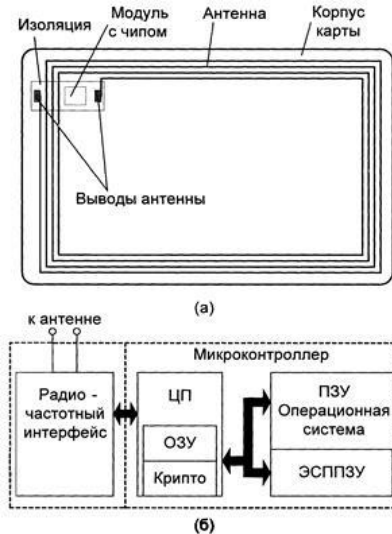 Изоляция
Модуль
с чипом
Антенна
Корпус
карты
Выводы антенны
(а)
к антенне
Микроконтроллер
Радио -
частотный
интерфейс
ЦП
ОЗУ
Крипто
ПЗУ
Операционная
система
ЭСППЗУ
(б)